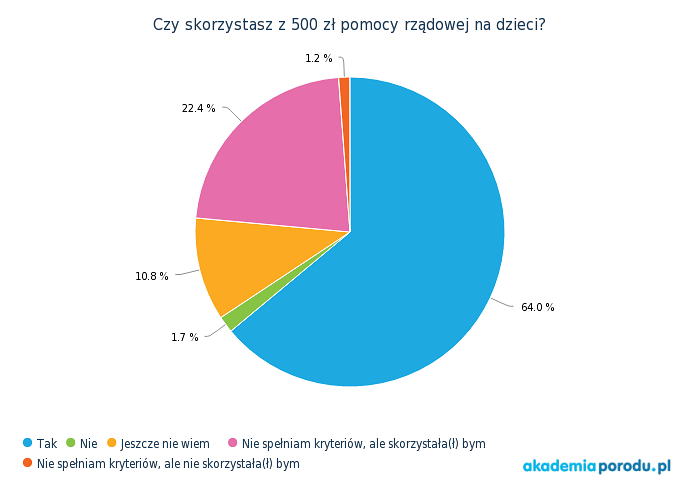 Czy skorzystasz z 500 zł pomocy rządowej na dzieci?
1.2 %
22.4 %
10.8 %
64.0 %
1.7 %
Tak Nie Jeszcze nie wiem Nie spełniam kryteriów, ale skorzystała(ł) bym
Nie spełniam kryteriów, ale nie skorzystała(ł) bym
akademiaporodu.pl